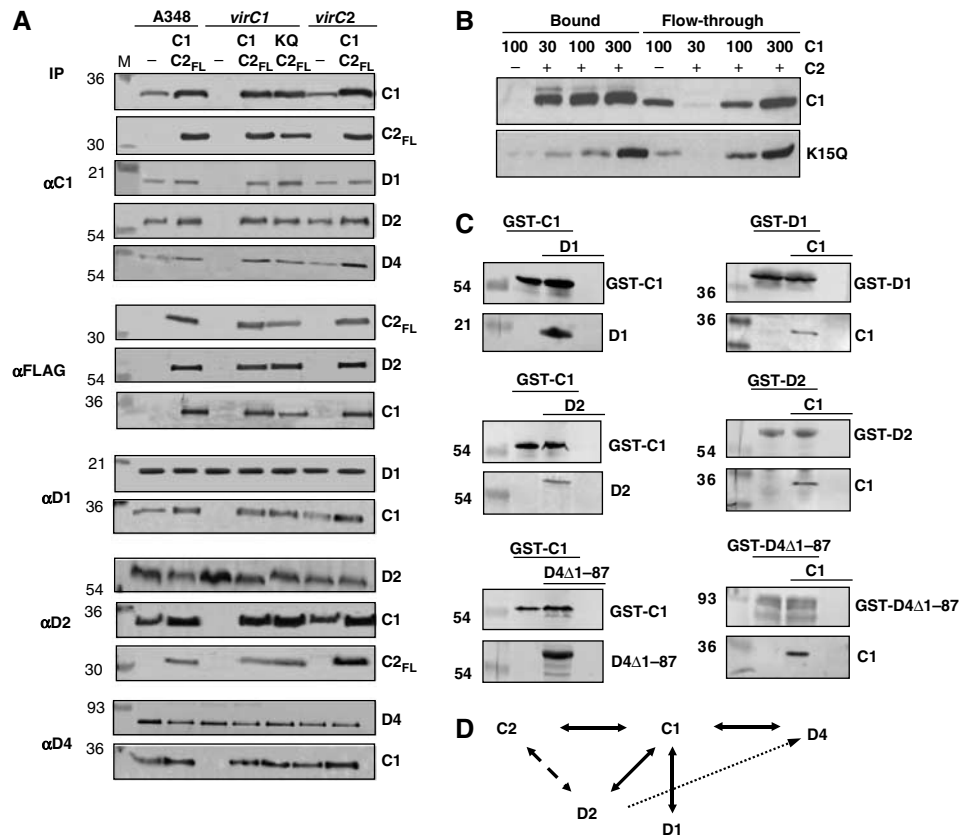 A
A348 virC1 virC2
C1 C1 KQ C1
IP M – C2FL – C2FL C2FL – C2FL
36 C1
30 C2FL
αC1 21 D1
54 D2
54 D4
30 C2FL
αFLAG 54 D2
36 C1
αD1 21 D1
36 C1
54 D2
αD2 36 C1
30 C2FL
αD4 93 D4
36 C1
B
Bound Flow-through
100 30 100 300 100 30 100 300 C1
– + + + – + + + C2
C1
K15Q
C
GST-C1
D1
54 GST-C1
21 D1
GST-D1
C1
36 GST-D1
36 C1
GST-C1
D2
54 GST-C1
54 D2
GST-D2
C1
54 GST-D2
36 C1
GST-C1
D4Δ1–87
54 GST-C1
54 D4Δ1–87
GST-D4Δ1–87
C1
93 GST-D4Δ1–87
36 C1
D
C2 C1 D4
D2
D1